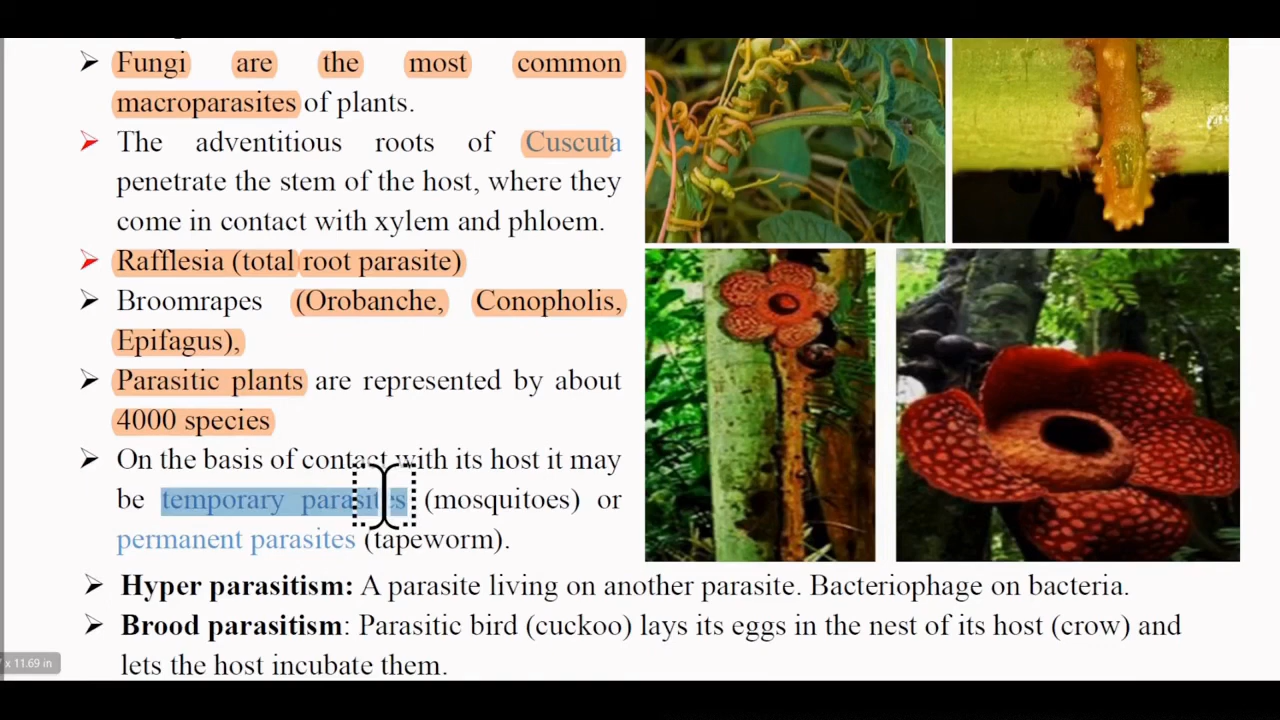 ➢ Fungi are the most common
macroparasites of plants.
➢ The adventitious roots of Cuscuta
penetrate the stem of the host, where they
come in contact with xylem and phloem.
➢ Rafflesia (total root parasite)
➢ Broomrapes (Orobanche, Conopholis,
Epifagus),
➢ Parasitic plants are represented by about
4000 species
➢ On the basis of contact with its host it may
be temporary parasites (mosquitoes) or
permanent parasites (tapeworm).
➢ Hyper parasitism: A parasite living on another parasite. Bacteriophage on bacteria.
➢ Brood parasitism: Parasitic bird (cuckoo) lays its eggs in the nest of its host (crow) and
lets the host incubate them.
x 11.69 in